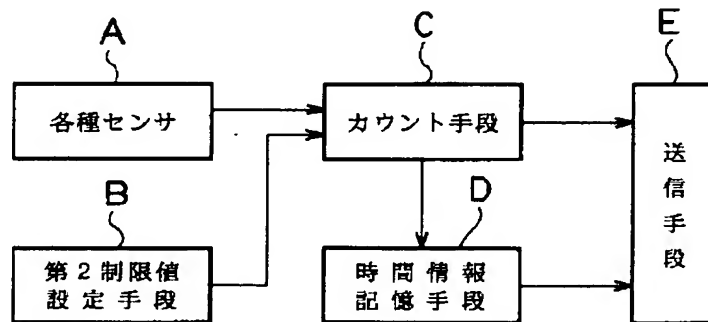 A
C
E
各種センサ
カウント手段
送信手段
B
D
第2制限値
設定手段
時間情報
記憶手段